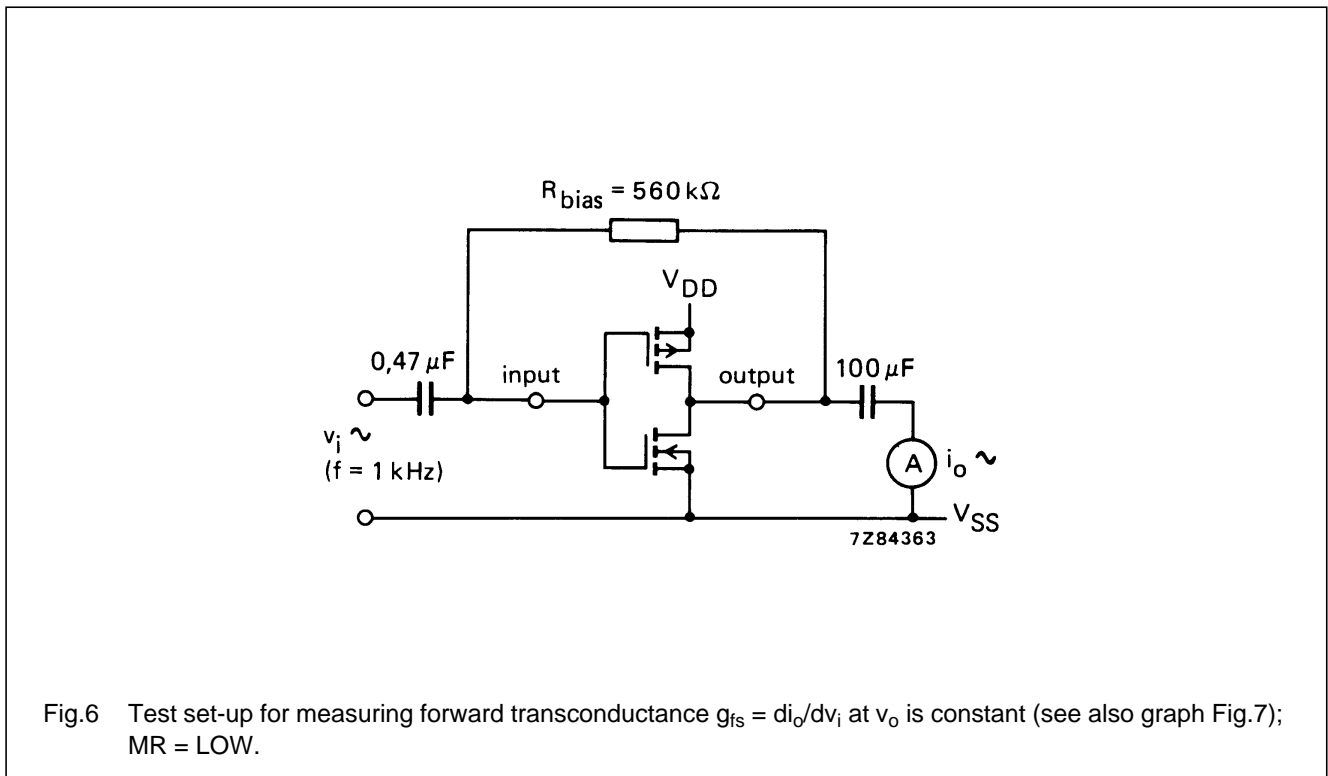 R_bias = 560 kΩ
V_DD
0,47 μF
input
output
100 μF
v_i ∼
(f = 1 kHz)
A
i_o ∼
V_SS
7Z84363
Fig.6 Test set-up for measuring forward transconductance g_fs = di_o/dv_i at v_o is constant (see also graph Fig.7);
MR = LOW.